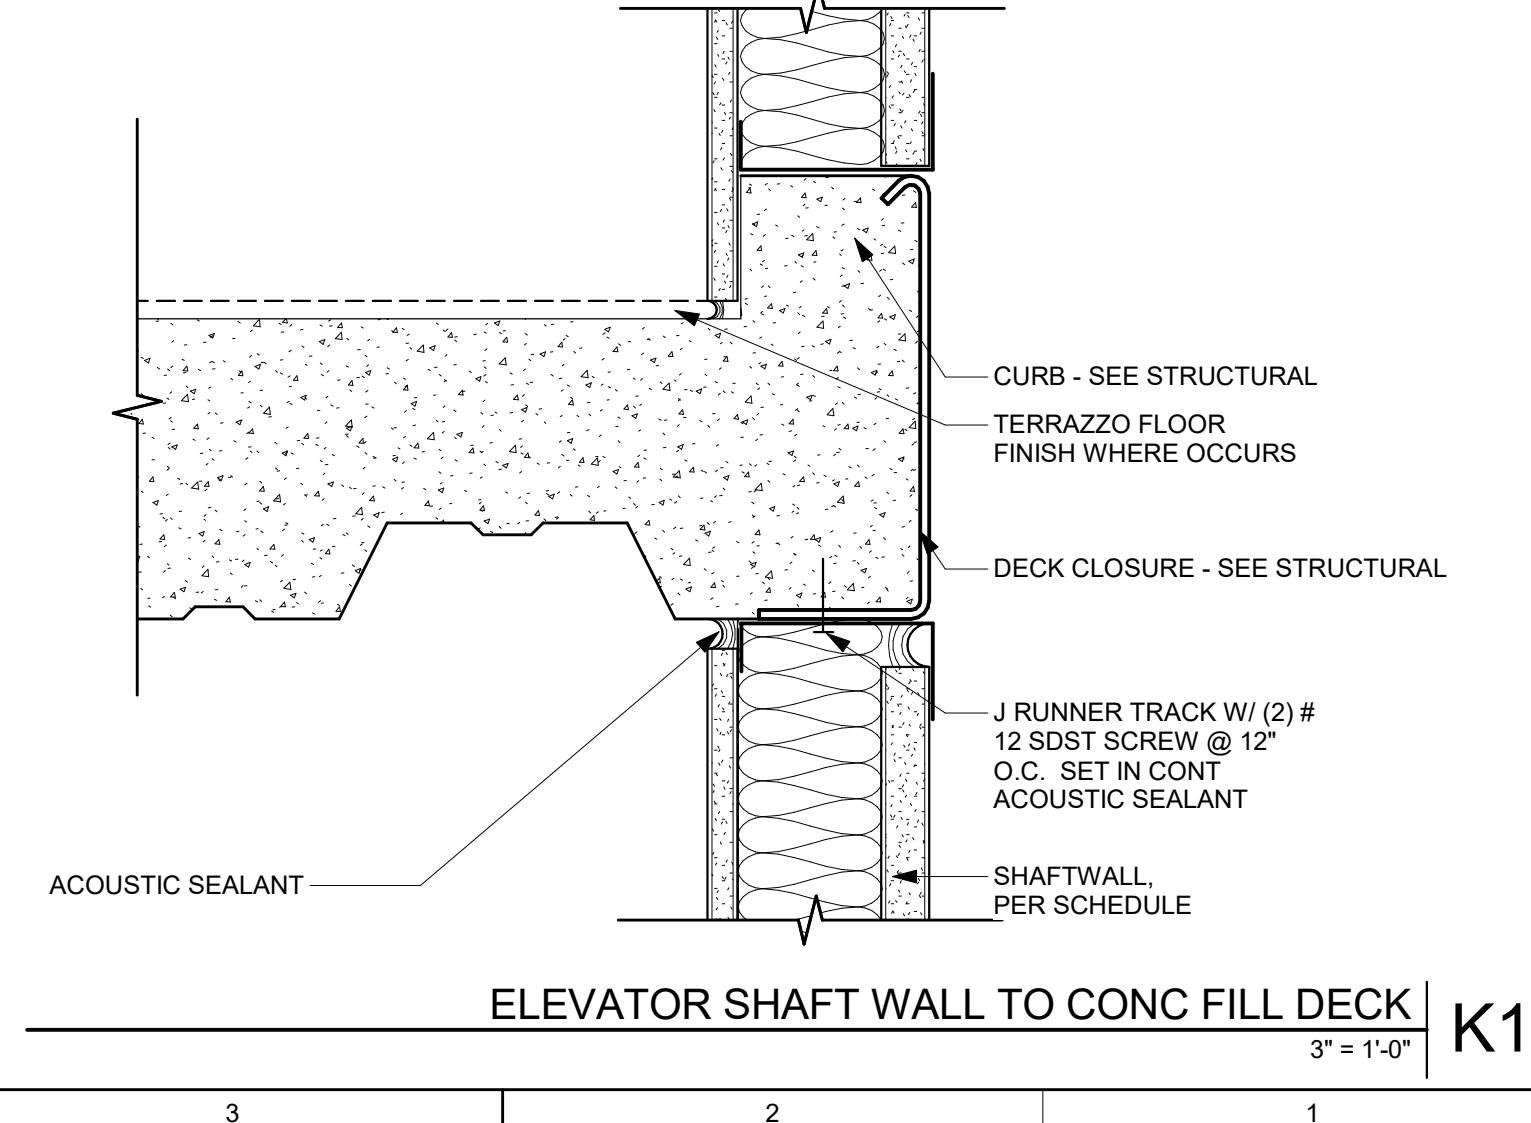 CURB - SEE STRUCTURAL
TERRAZZO FLOOR
FINISH WHERE OCCURS
DECK CLOSURE - SEE STRUCTURAL
J RUNNER TRACK W/ (2) #
12 SDST SCREW @ 12"
O.C. SET IN CONT
ACOUSTIC SEALANT
ACOUSTIC SEALANT
SHAFTWALL,
PER SCHEDULE
ELEVATOR SHAFT WALL TO CONC FILL DECK
K1
3" = 1'-0"
3 2 1